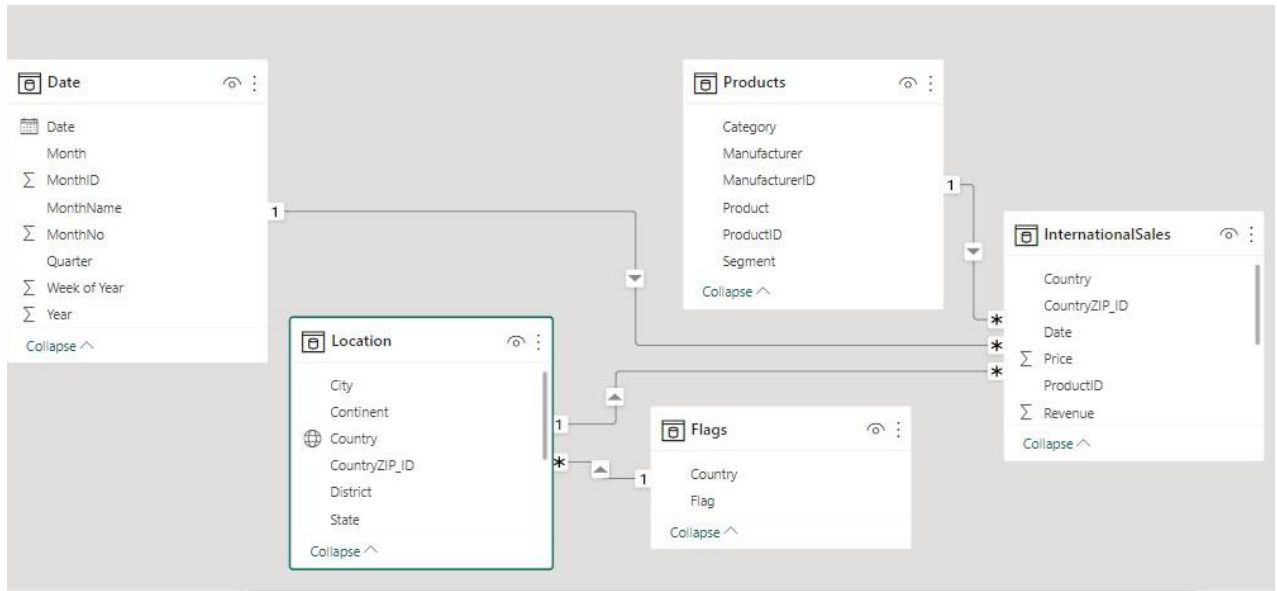 Date
Date
Month
MonthID
MonthName
MonthNo
Quarter
Week of Year
Year
Collapse
1
Products
Category
Manufacturer
ManufacturerID
Product
ProductID
Segment
Collapse
1
InternationalSales
Country
CountryZIP_ID
Date
Price
ProductID
Revenue
Collapse
*
*
*
Location
City
Continent
Country
CountryZIP_ID
District
State
Collapse
1
*
Flags
Country
Flag
Collapse
1